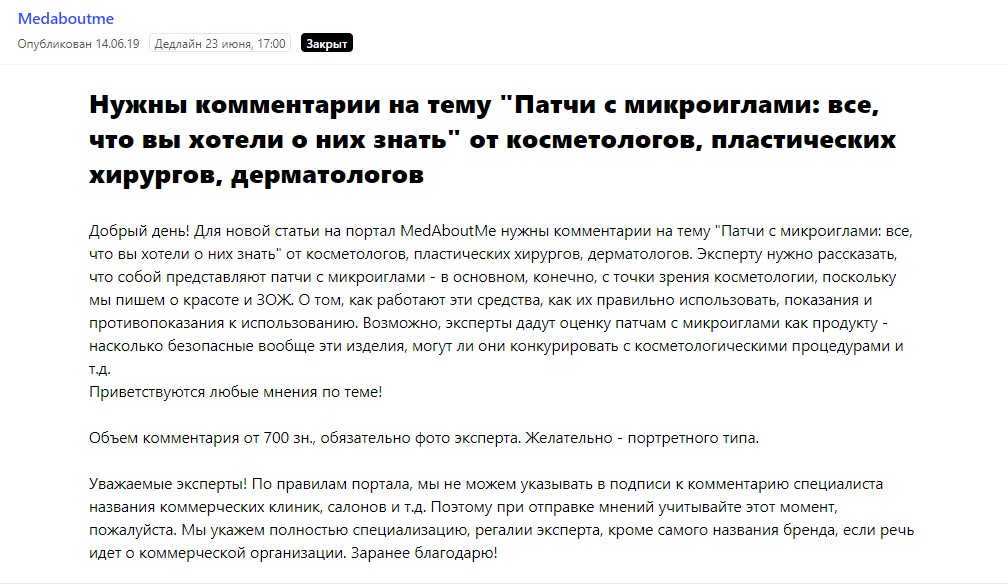 Medaboutme
Опубликован 14.06.19 Дедлайн 23 июня, 17:00 Закрыт
Нужны комментарии на тему "Патчи с микроиглами: все,
что вы хотели о них знать" от косметологов, пластических
хирургов, дерматологов
Добрый день! Для новой статьи на портал MedAboutMe нужны комментарии на тему "Патчи с микроиглами: все,
что вы хотели о них знать" от косметологов, пластических хирургов, дерматологов. Эксперту нужно рассказать,
что собой представляют патчи с микроиглами - в основном, конечно, с точки зрения косметологии, поскольку
мы пишем о красоте и ЗОЖ. О том, как работают эти средства, как их правильно использовать, показания и
противопоказания к использованию. Возможно, эксперты дадут оценку патчам с микроиглами как продукту -
насколько безопасные вообще эти изделия, могут ли они конкурировать с косметологическими процедурами и
т.д.
Приветствуются любые мнения по теме!
Объем комментария от 700 зн., обязательно фото эксперта. Желательно - портретного типа.
Уважаемые эксперты! По правилам портала, мы не можем указывать в подписи к комментарию специалиста
названия коммерческих клиник, салонов и т.д. Поэтому при отправке мнений учитывайте этот момент,
пожалуйста. Мы укажем полностью специализацию, регалии эксперта, кроме самого названия бренда, если речь
идет о коммерческой организации. Заранее благодарю!